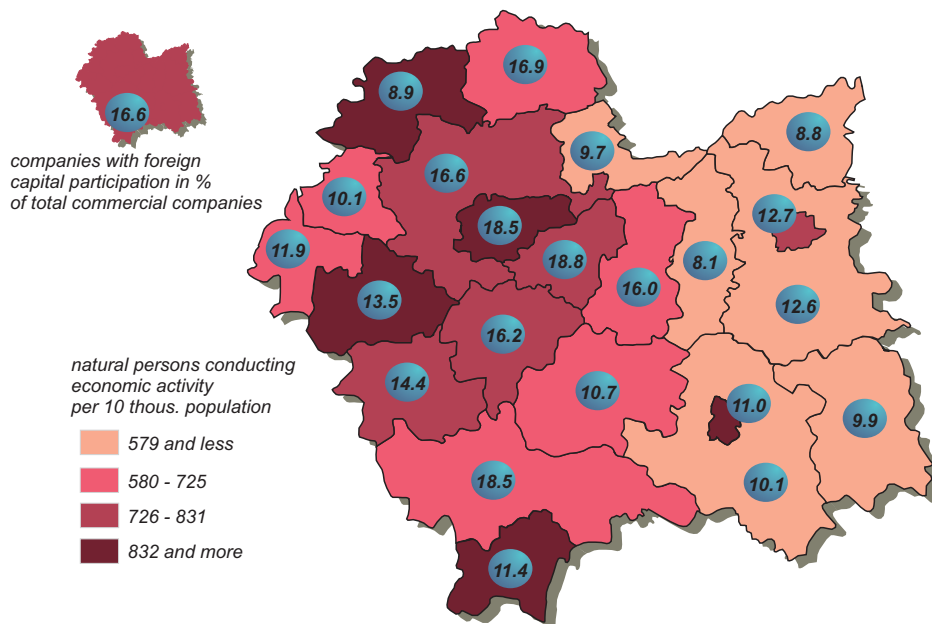 16.6
companies with foreign
capital participation in %
of total commercial companies
16.9
8.9
8.8
9.7
16.6
10.1
12.7
18.5
11.9
18.8
8.1
16.0
13.5
12.6
16.2
natural persons conducting
economic activity
per 10 thous. population
14.4
10.7
11.0
9.9
579 and less
580 - 725
18.5
10.1
726 - 831
832 and more
11.4